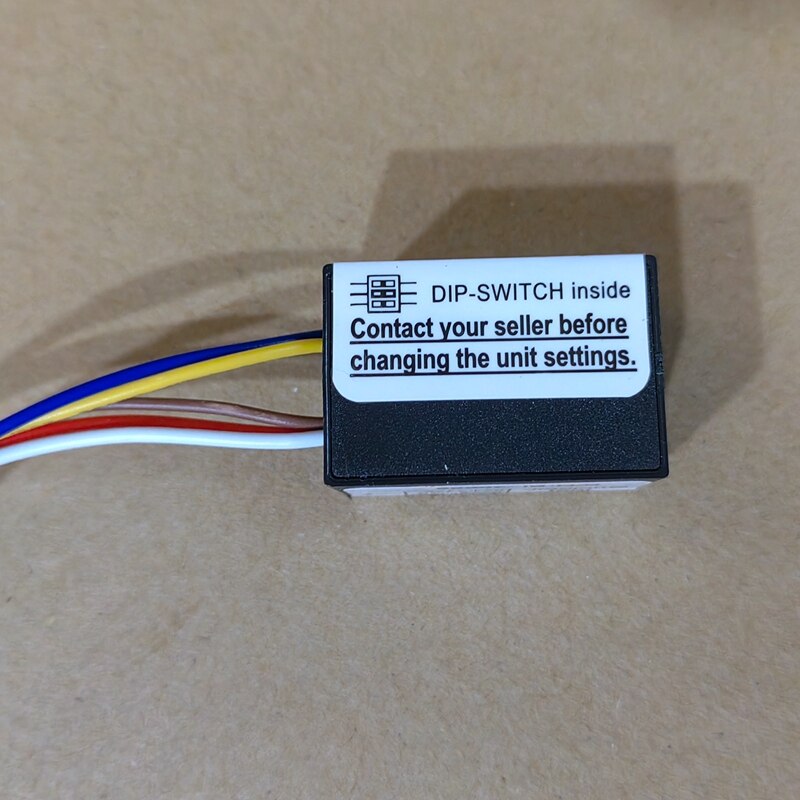 DIP-SWITCH inside
Contact your seller before
changing the unit settings.